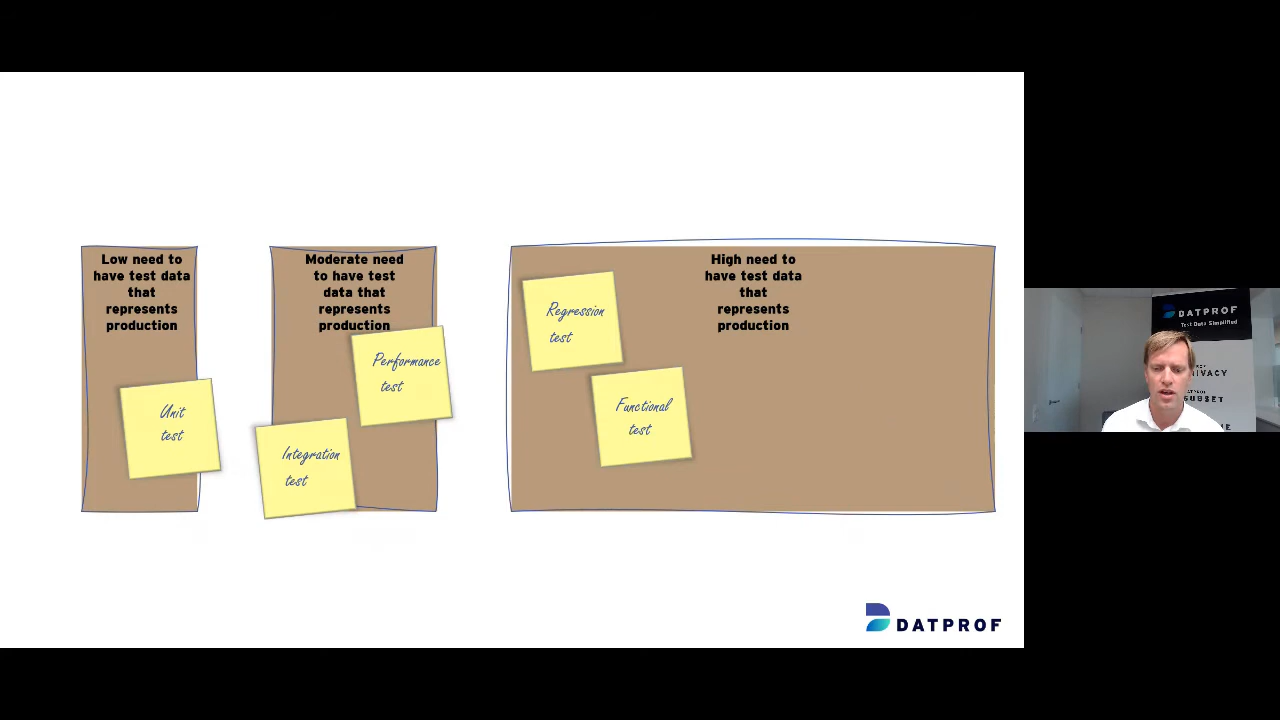 Low need to
have test data
that
represents
production
Unit
test
Moderate need
to have test
data that
represents
production
Performance
test
Integration
test
High need to
have test data
that
represents
production
Regression
test
Functional
test
DATPROF
DATPROF
Test Data Simplified
IVACY
SUBSET